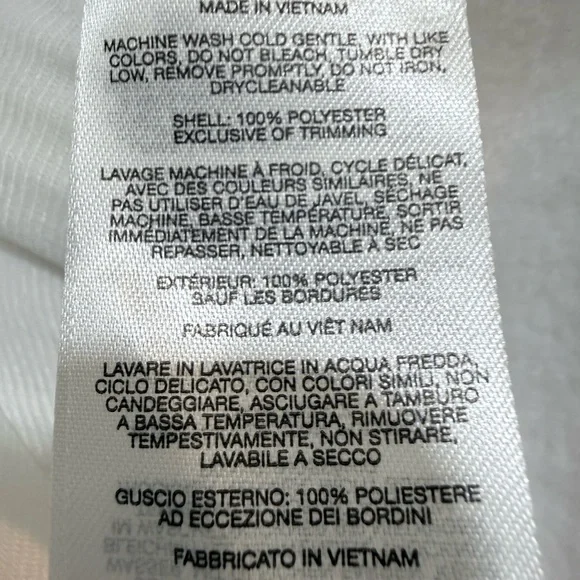 MADE IN VIETNAM
MACHINE WASH COLD GENTLE, WITH LIKE
COLORS, DO NOT BLEACH, TUMBLE DRY
LOW, REMOVE PROMPTLY, DO NOT IRON,
DRYCLEANABLE
SHELL: 100% POLYESTER
EXCLUSIVE OF TRIMMING
LAVAGE MACHINE À FROID, CYCLE DÉLICAT,
AVEC DES COULEURS SIMILAIRES, NE
PAS UTILISER D'EAU DE JAVEL, SÉCHAGE
MACHINE, BASSE TEMPÉRATURE, SORTIR
IMMÉDIATEMENT DE LA MACHINE, NE PAS
REPASSER, NETTOYABLE À SEC
EXTÉRIEUR: 100% POLYESTER
SAUF LES BORDURES
FABRIQUÉ AU VIÊT NAM
LAVARE IN LAVATRICE IN ACQUA FREDDA,
CICLO DELICATO, CON COLORI SIMILI, NON
CANDEGGIARE, ASCIUGARE A TAMBURO
A BASSA TEMPERATURA, RIMUOVERE
TEMPESTIVAMENTE, NON STIRARE,
LAVABILE A SECCO
GUSCIO ESTERNO: 100% POLIESTERE
AD ECCEZIONE DEI BORDINI
FABBRICATO IN VIETNAM